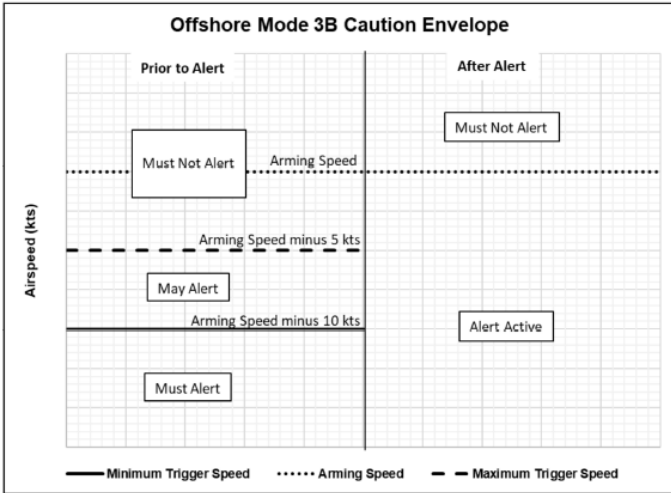 Offshore Mode 3B Caution Envelope
Prior to Alert
After Alert
Must Not Alert
Must Not Alert
Arming Speed
Airspeed (kts)
Arming Speed minus 5 kts
May Alert
Arming Speed minus 10 kts
Alert Active
Must Alert
Minimum Trigger Speed
Arming Speed
Maximum Trigger Speed